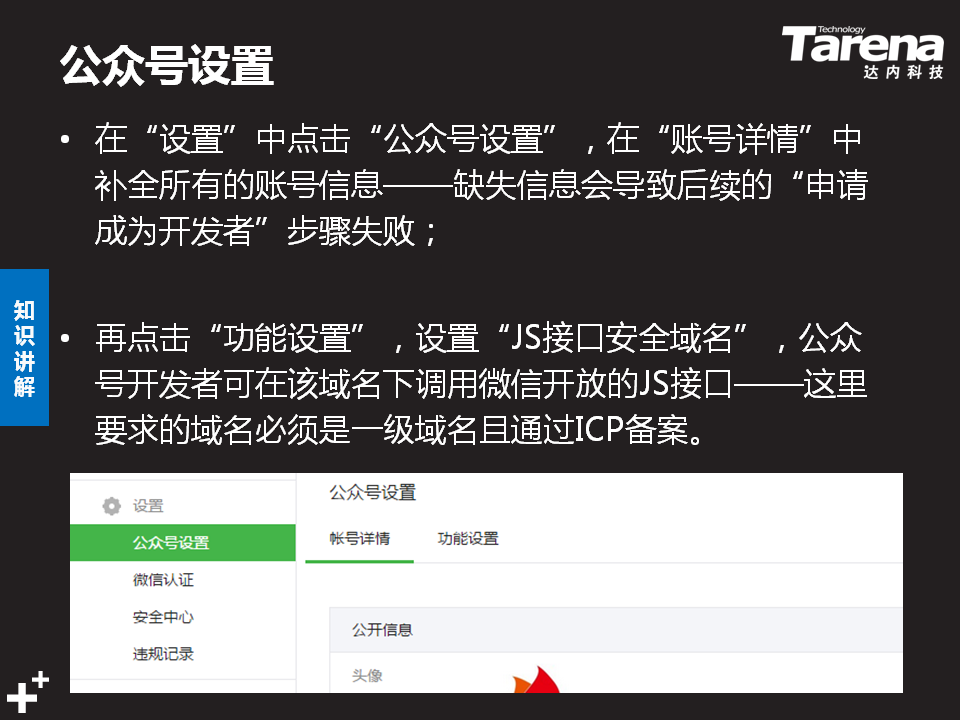 公众号设置
Technology
Tarena
达内科技
• 在“设置”中点击“公众号设置”，在“账号详情”中
补全所有的账号信息——缺失信息会导致后续的“申请
成为开发者”步骤失败；
知识讲解
• 再点击“功能设置”，设置“JS接口安全域名”，公众
号开发者可在该域名下调用微信开放的JS接口——这里
要求的域名必须是一级域名且通过ICP备案。
设置
公众号设置
微信认证
安全中心
违规记录
公众号设置
帐号详情 功能设置
公开信息
头像